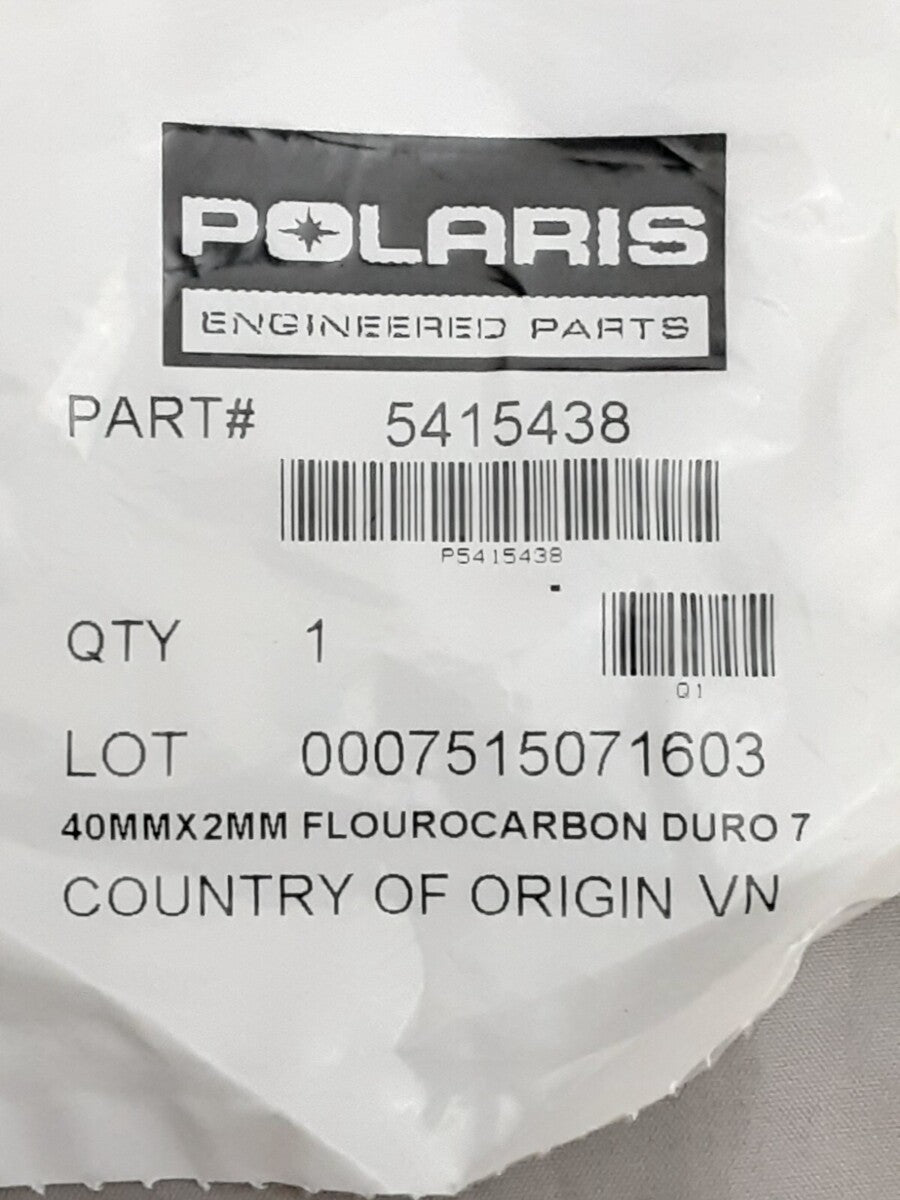 POLARIS
ENGINEERED PARTS
PART# 5415438
P5415438
QTY 1
Q1
LOT 0007515071603
40MMX2MM FLOUROCARBON DURO 7
COUNTRY OF ORIGIN VN